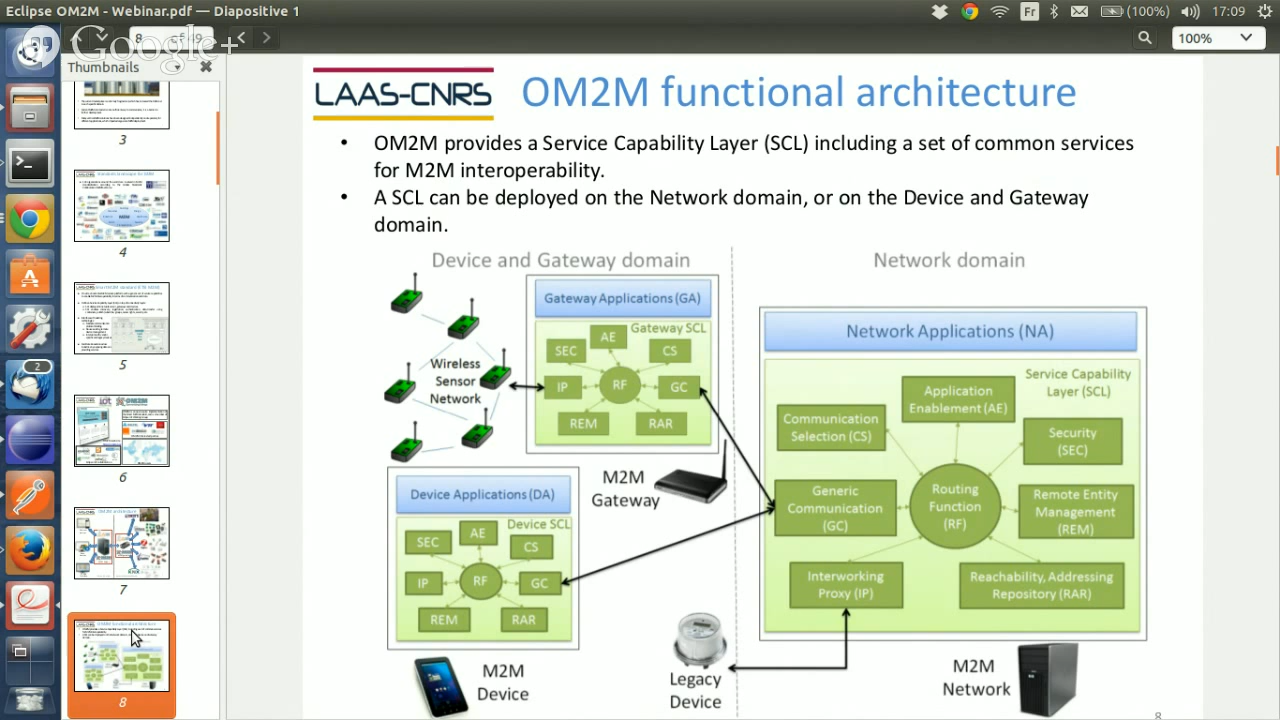 Eclipse OM2M - Webinar.pdf — Diapositive 1
Fr
(100%)
17:09
Google+
8
100%
Thumbnails
3
4
5
6
7
8
2
LAAS-CNRS
OM2M functional architecture
• OM2M provides a Service Capability Layer (SCL) including a set of common services
for M2M interoperability.
• A SCL can be deployed on the Network domain, or on the Device and Gateway
domain.
Device and Gateway domain
Network domain
Gateway Applications (GA)
Gateway SCL
AE
SEC
CS
IP
RF
GC
REM
RAR
Wireless
Sensor
Network
M2M
Gateway
Device Applications (DA)
Device SCL
AE
SEC
CS
IP
RF
GC
REM
RAR
M2M
Device
Legacy
Device
Network Applications (NA)
Service Capability
Layer (SCL)
Application
Enablement (AE)
Communication
Selection (CS)
Security
(SEC)
Generic
Communication
(GC)
Routing
Function
(RF)
Remote Entity
Management
(REM)
Interworking
Proxy (IP)
Reachability, Addressing
Repository (RAR)
M2M
Network
8